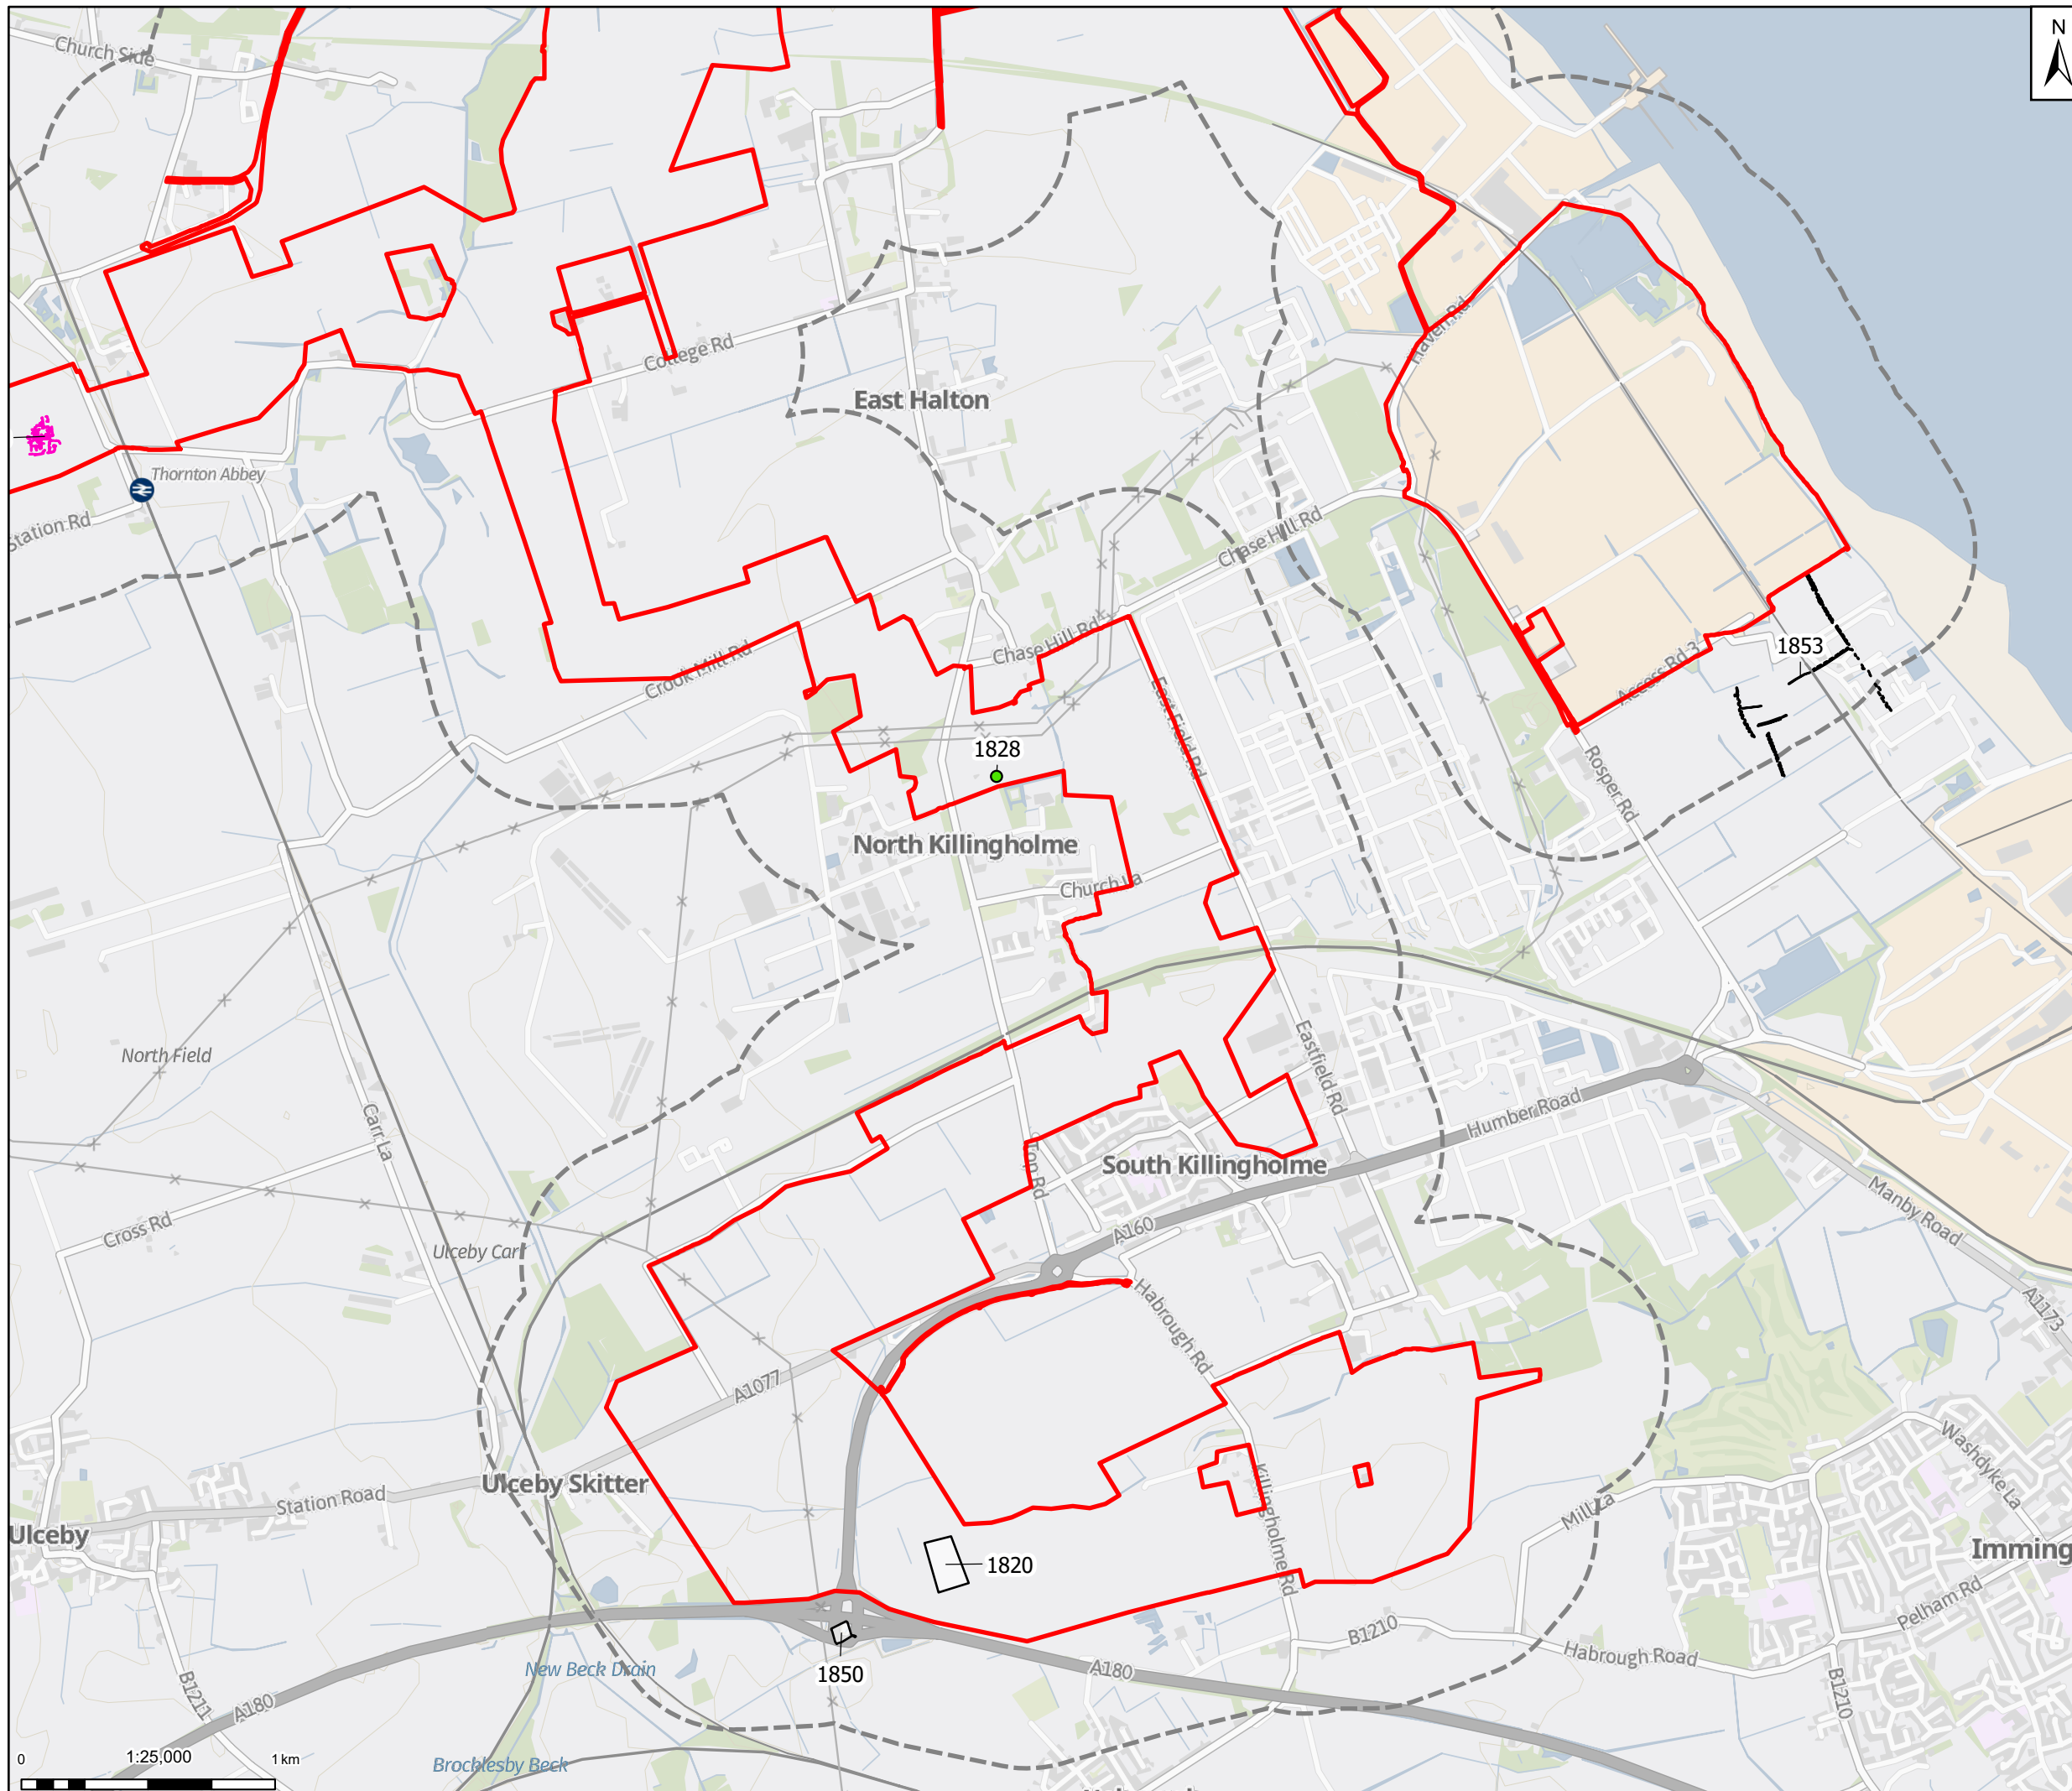 N
Church Side
Haven Rd
College Rd
East Halton
Thornton Abbey
Station Rd
Chase Hill Rd
Chase Hill Rd
Crook Mill Rd
1853
Access Rd 3
East Field Rd
1828
Rosper Rd
North Killingholme
Church La
North Field
Eastfield Rd
Carr La
Humber Road
Top Rd
South Killingholme
Manby Road
Cross Rd
Ulceby Carr
A160
Habrough Rd
A1173
A1077
Washdyke La
Ulceby Skitter
Station Road
Killingholme Rd
Mill La
Ulceby
Imming
1820
Pelham Rd
B1210
Habrough Road
New Beck Drain
1850
A180
B1211
A180
B1210
0
1:25,000
1 km
Brocklesby Beck